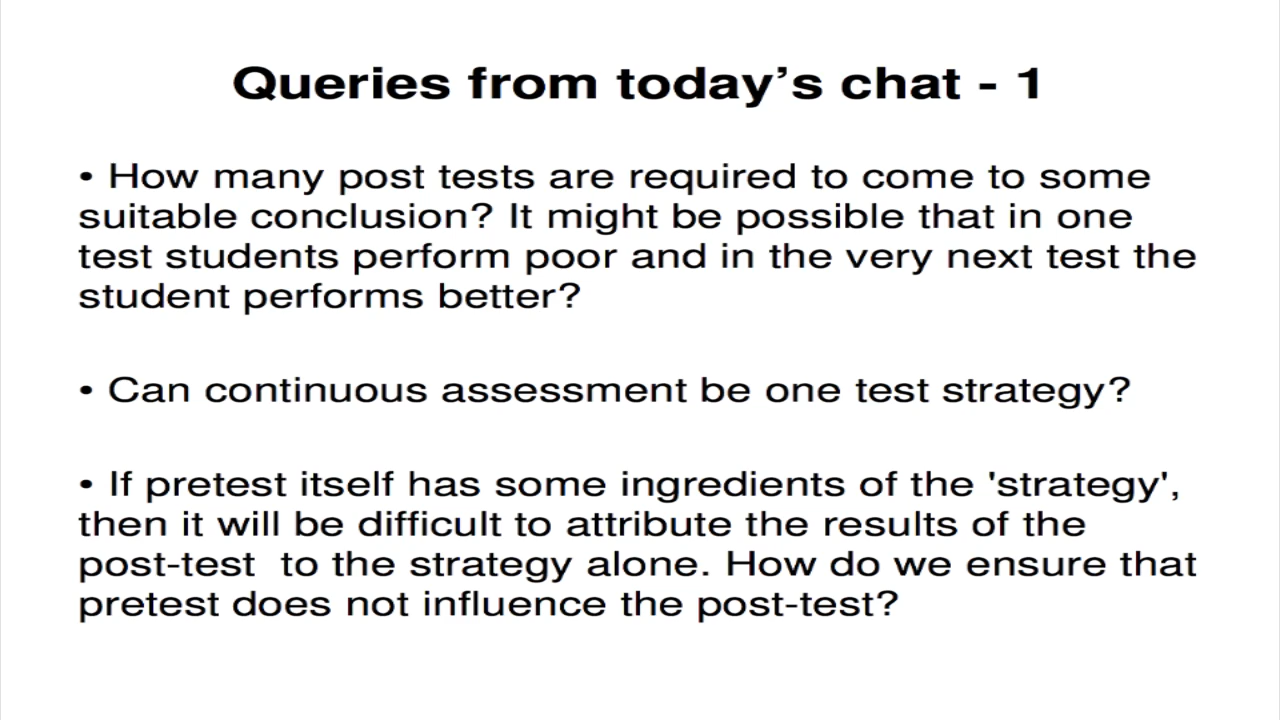 Queries from today’s chat - 1
• How many post tests are required to come to some
suitable conclusion? It might be possible that in one
test students perform poor and in the very next test the
student performs better?
• Can continuous assessment be one test strategy?
• If pretest itself has some ingredients of the 'strategy',
then it will be difficult to attribute the results of the
post-test  to the strategy alone. How do we ensure that
pretest does not influence the post-test?